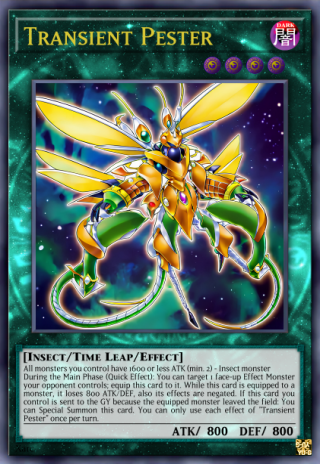 TRANSIENT PESTER
DARK
闇
[INSECT/TIME LEAP/EFFECT]
All monsters you control have 1600 or less ATK (min. 2) - Insect monster
During the Main Phase (Quick Effect): You can target 1 face-up Effect Monster
your opponent controls; equip this card to it. While this card is equipped to a
monster, it loses 800 ATK/DEF, also its effects are negated. If this card you
control is sent to the GY because the equipped monster leaved the field: You
can Special Summon this card. You can only use each effect of "Transient
Pester" once per turn.
ATK/ 800 DEF/ 800